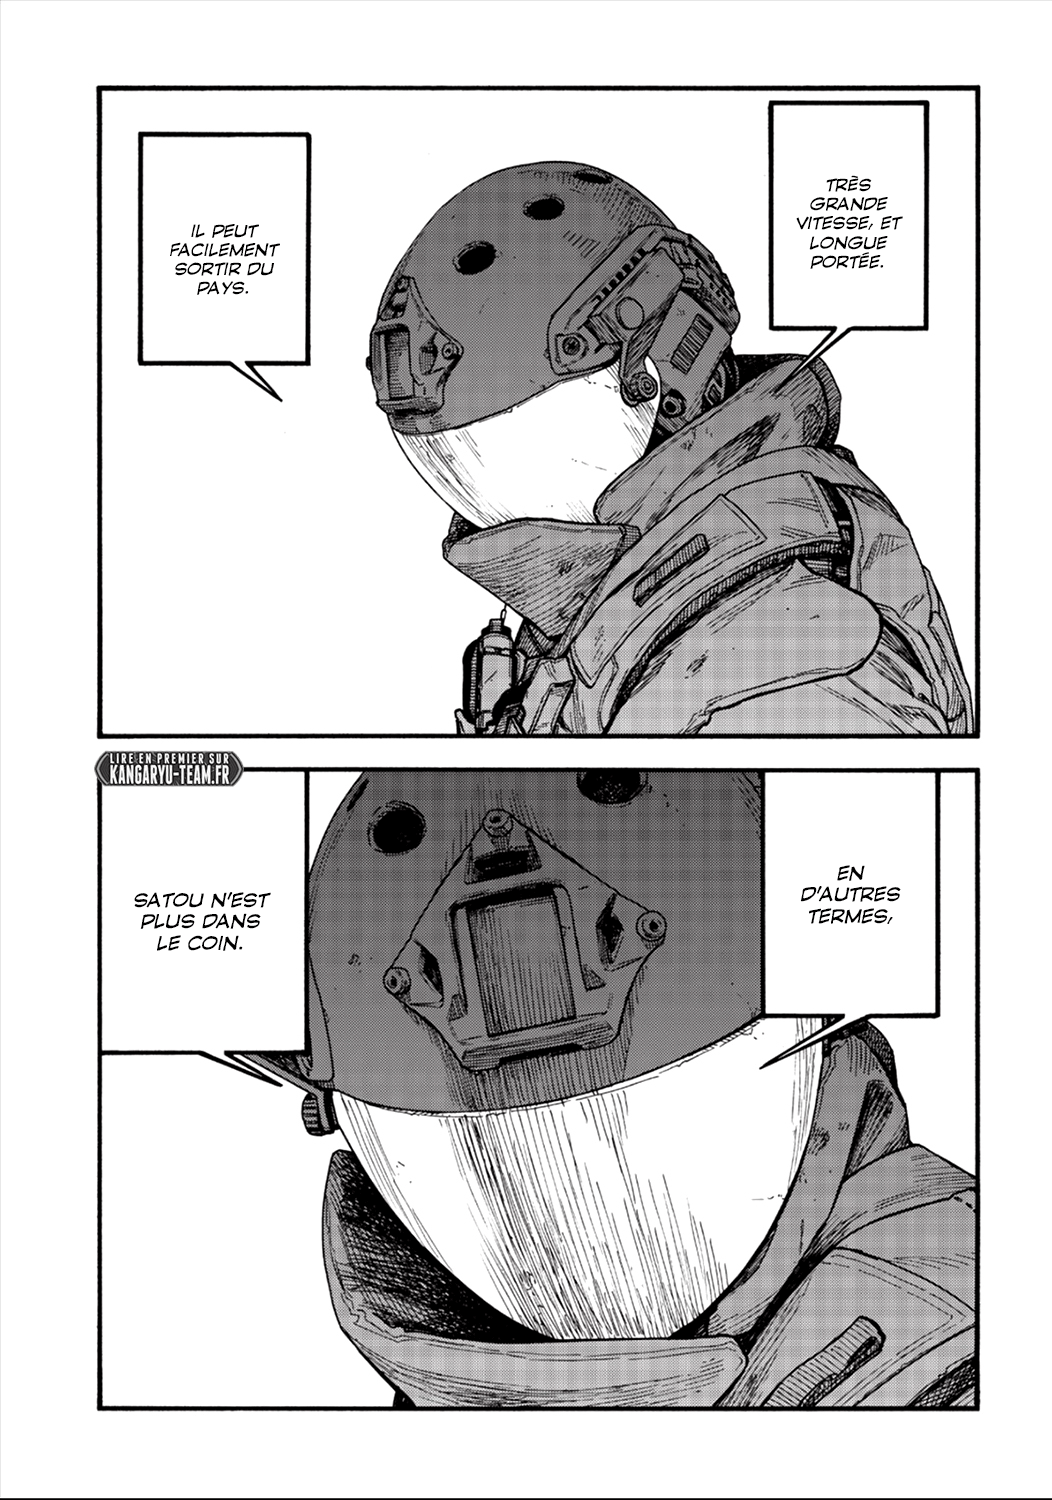 TRÈS
GRANDE
VITESSE, ET
LONGUE
PORTÉE.
IL PEUT
FACILEMENT
SORTIR DU
PAYS.
LIRE EN PREMIER SUR
KANGARYU-TEAM.FR
EN
D'AUTRES
TERMES,
SATOU N'EST
PLUS DANS
LE COIN.